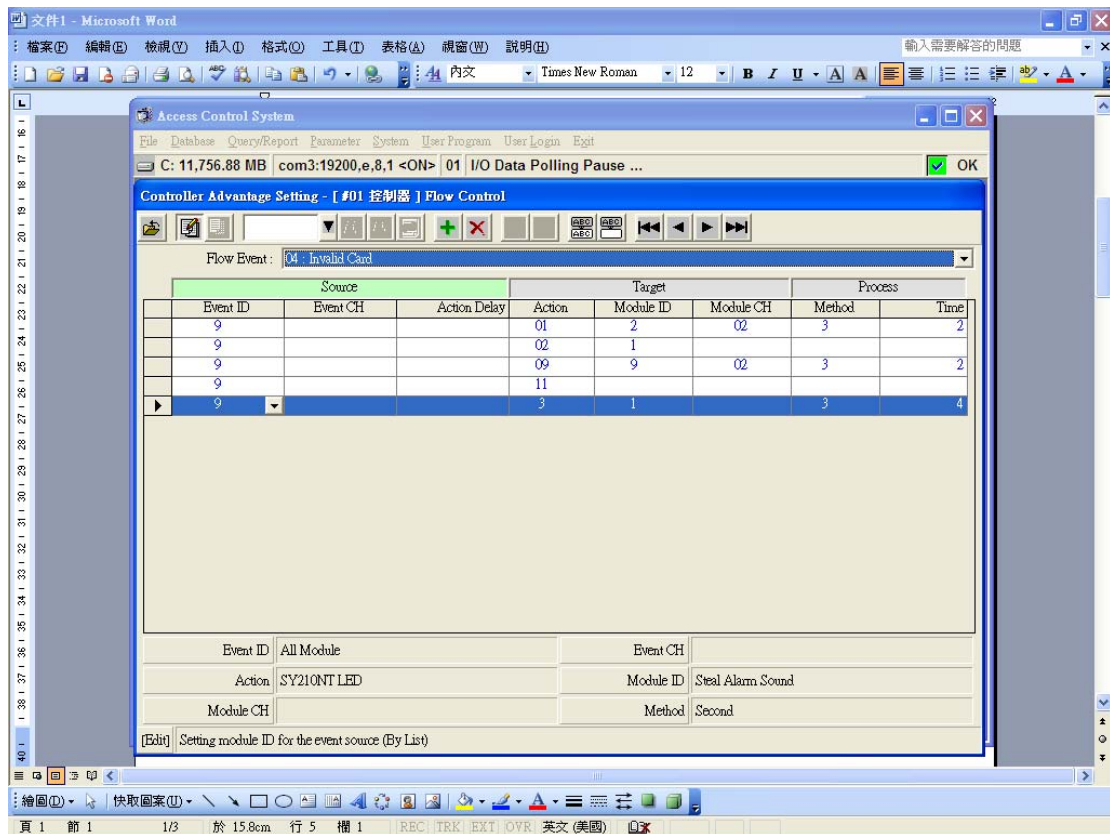 文件1 - Microsoft Word
檔案(F) 編輯(E) 檢視(V) 插入(I) 格式(O) 工具(T) 表格(A) 視窗(W) 說明(H) 輸入需要解答的問題
內文 Times New Roman 12 B I U A A
Access Control System
File Database Query/Report Parameter System User Program User Login Exit
C: 11,756.88 MB com3:19200,e,8,1 <ON> 01 I/O Data Polling Pause ... OK
Controller Advantage Setting - [ #01 控制器 ] Flow Control
Flow Event : 04 : Invalid Card
Source Target Process
Event ID Event CH Action Delay Action Module ID Module CH Method Time
9 01 2 02 3 2
9 02 1
9 09 9 02 3 2
9 11
9 3 1 3 4
Event ID All Module Event CH
Action SY210NT LED Module ID Steal Alarm Sound
Module CH Method Second
[Edit] Setting module ID for the event source (By List)
繪圖(D) 快取圖案(U)
頁 1 節 1 1/3 於 15.8cm 行 5 欄 1 REC TRK EXT OVR 英文 (美國)